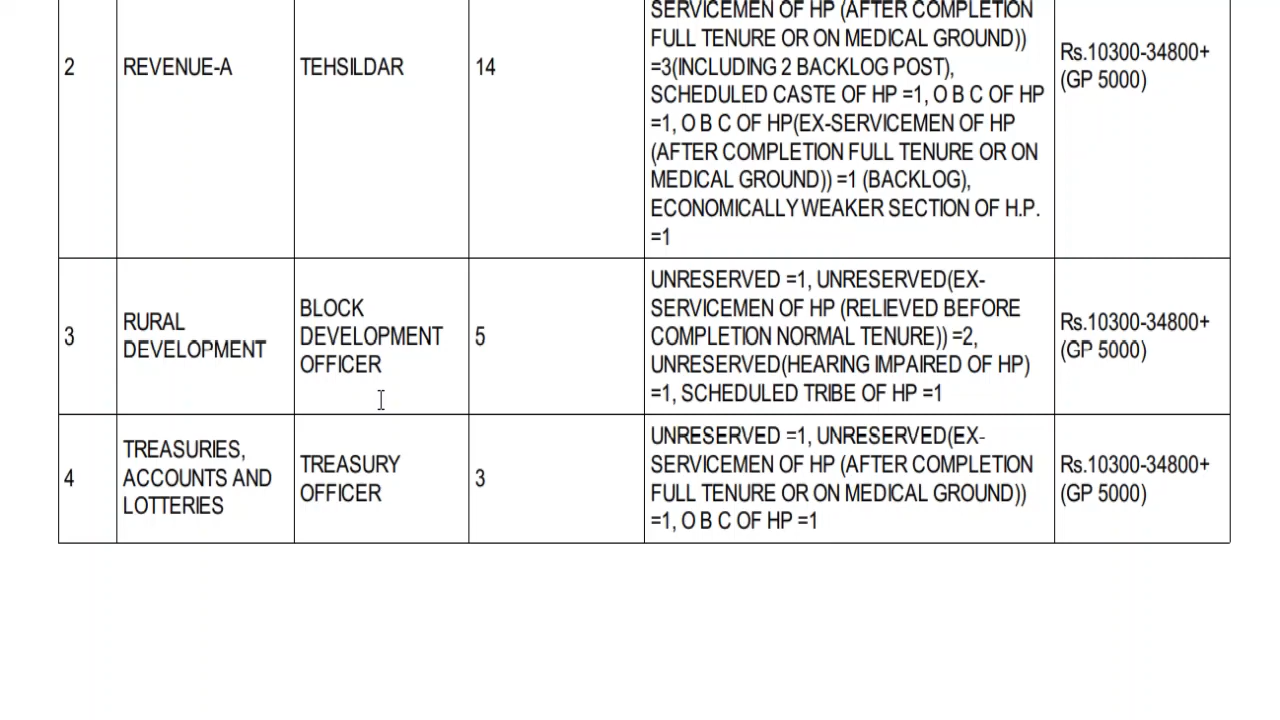 SERVICEMEN OF HP (AFTER COMPLETION
FULL TENURE OR ON MEDICAL GROUND))
=3(INCLUDING 2 BACKLOG POST),
SCHEDULED CASTE OF HP =1, O B C OF HP
=1, O B C OF HP(EX-SERVICEMEN OF HP
(AFTER COMPLETION FULL TENURE OR ON
MEDICAL GROUND)) =1 (BACKLOG),
ECONOMICALLY WEAKER SECTION OF H.P.
=1
2
REVENUE-A
TEHSILDAR
14
Rs.10300-34800+
(GP 5000)
3
RURAL
DEVELOPMENT
BLOCK
DEVELOPMENT
OFFICER
5
UNRESERVED =1, UNRESERVED(EX-
SERVICEMEN OF HP (RELIEVED BEFORE
COMPLETION NORMAL TENURE)) =2,
UNRESERVED(HEARING IMPAIRED OF HP)
=1, SCHEDULED TRIBE OF HP =1
Rs.10300-34800+
(GP 5000)
4
TREASURIES,
ACCOUNTS AND
LOTTERIES
TREASURY
OFFICER
3
UNRESERVED =1, UNRESERVED(EX-
SERVICEMEN OF HP (AFTER COMPLETION
FULL TENURE OR ON MEDICAL GROUND))
=1, O B C OF HP =1
Rs.10300-34800+
(GP 5000)